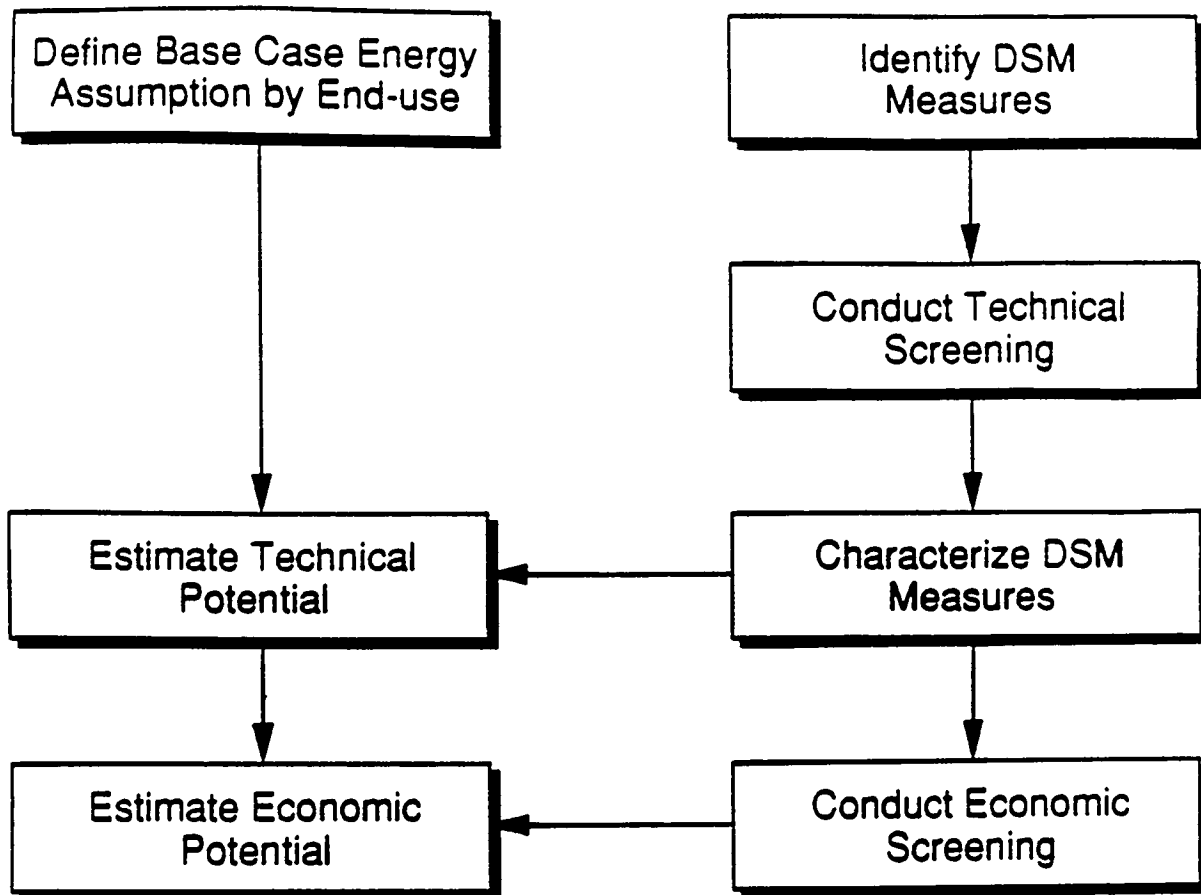 Define Base Case Energy
Assumption by End-use
Identify DSM
Measures
Conduct Technical
Screening
Estimate Technical
Potential
Characterize DSM
Measures
Estimate Economic
Potential
Conduct Economic
Screening